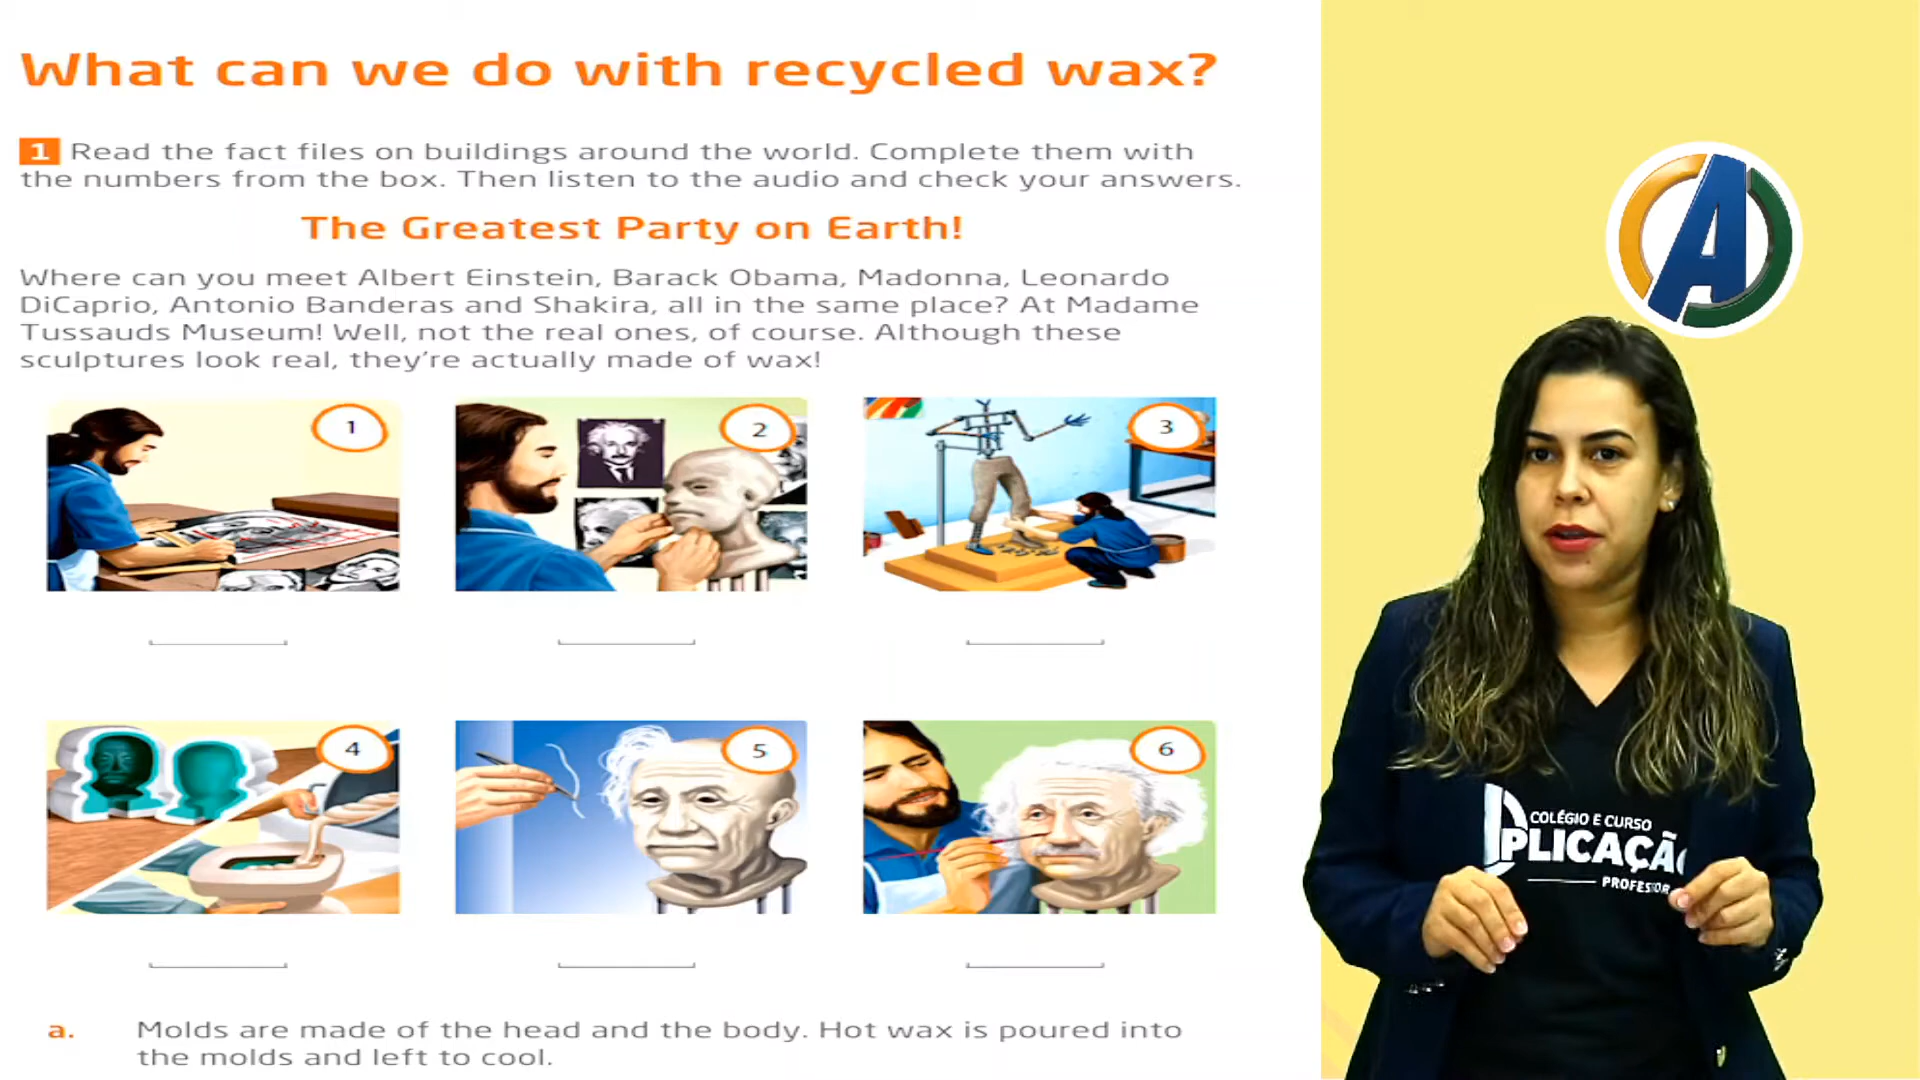 What can we do with recycled wax?
1 Read the fact files on buildings around the world. Complete them with
the numbers from the box. Then listen to the audio and check your answers.
The Greatest Party on Earth!
Where can you meet Albert Einstein, Barack Obama, Madonna, Leonardo
DiCaprio, Antonio Banderas and Shakira, all in the same place? At Madame
Tussauds Museum! Well, not the real ones, of course. Although these
sculptures look real, they’re actually made of wax!
1
2
3
4
5
6
a. Molds are made of the head and the body. Hot wax is poured into
the molds and left to cool.
A
COLÉGIO E CURSO
PLICAÇÃ
PROFESSOR